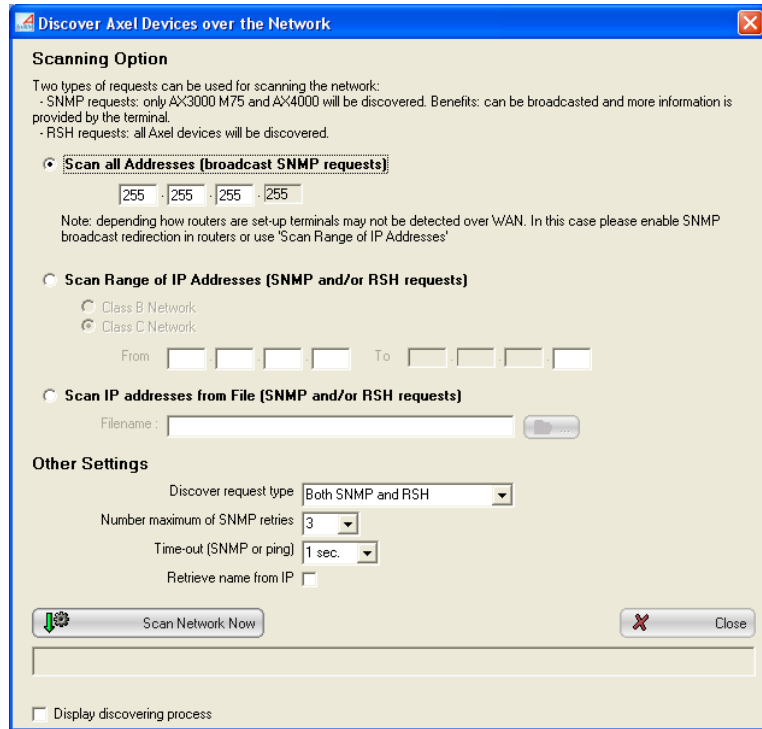 Discover Axel Devices over the Network
Scanning Option
Two types of requests can be used for scanning the network:
- SNMP requests: only AX3000 M75 and AX4000 will be discovered. Benefits: can be broadcasted and more information is
provided by the terminal.
- RSH requests: all Axel devices will be discovered.
Scan all Addresses (broadcast SNMP requests)
255 . 255 . 255 . 255
Note: depending how routers are set-up terminals may not be detected over WAN. In this case please enable SNMP
broadcast redirection in routers or use 'Scan Range of IP Addresses'
Scan Range of IP Addresses (SNMP and/or RSH requests)
Class B Network
Class C Network
From . . . To . . .
Scan IP addresses from File (SNMP and/or RSH requests)
Filename : ...
Other Settings
Discover request type Both SNMP and RSH
Number maximum of SNMP retries 3
Time-out (SNMP or ping) 1 sec.
Retrieve name from IP
Scan Network Now Close
Display discovering process